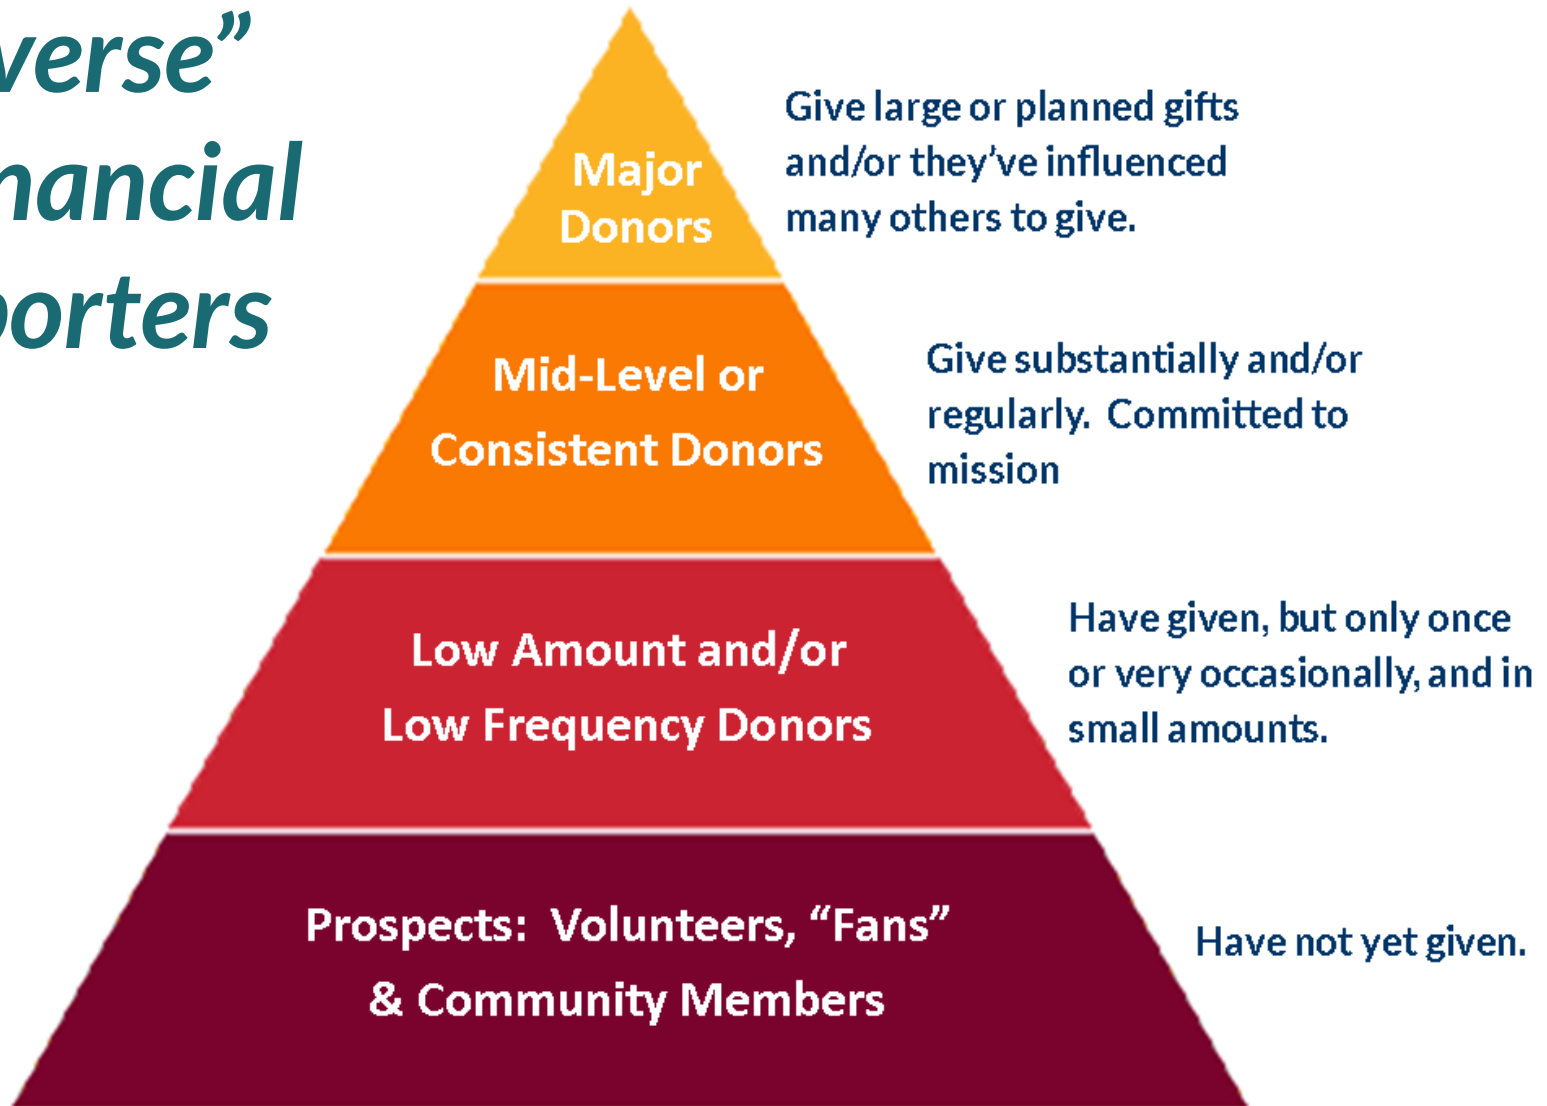 verse”
nancial
porters
Major
Donors
Give large or planned gifts
and/or they’ve influenced
many others to give.
Mid-Level or
Consistent Donors
Give substantially and/or
regularly.  Committed to
mission
Low Amount and/or
Low Frequency Donors
Have given, but only once
or very occasionally, and in
small amounts.
Prospects:  Volunteers, “Fans”
& Community Members
Have not yet given.